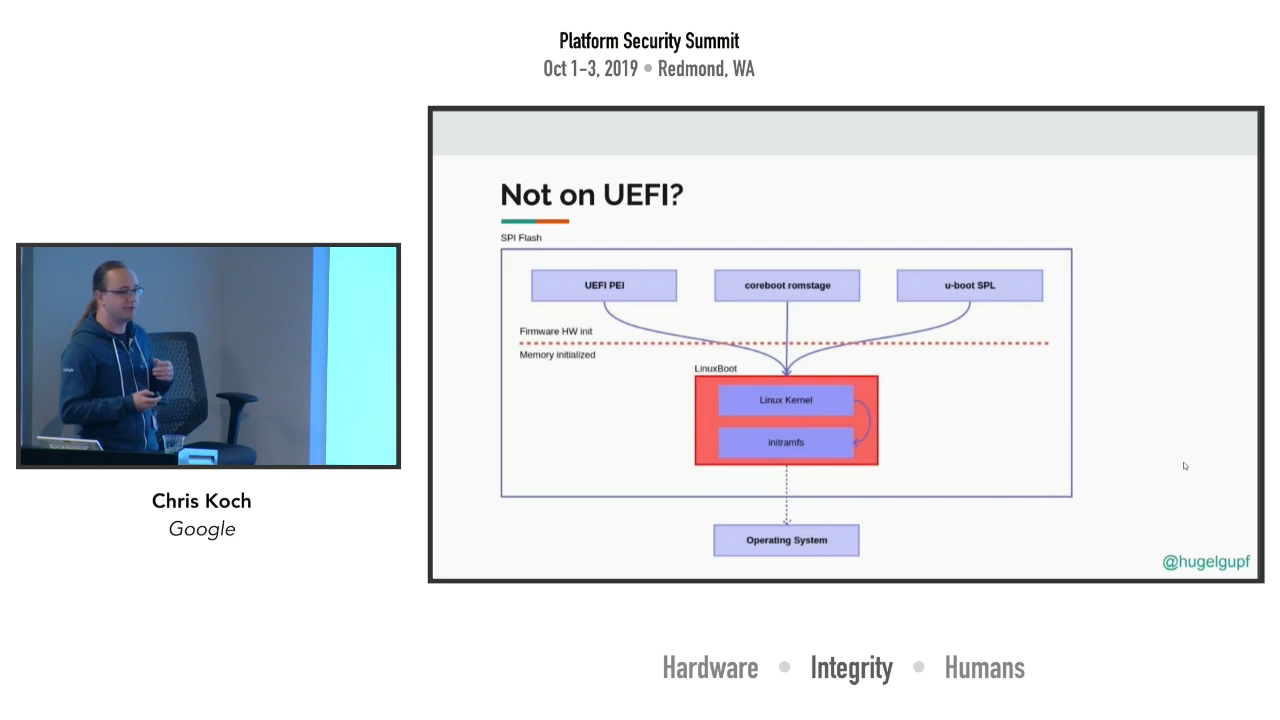 Platform Security Summit
Oct 1-3, 2019 • Redmond, WA
Not on UEFI?
SPI Flash
UEFI PEI
coreboot romstage
u-boot SPL
Firmware HW init
Memory initialized
LinuxBoot
Linux Kernel
initramfs
Operating System
@hugelgupf
Chris Koch
Google
Hardware • Integrity • Humans